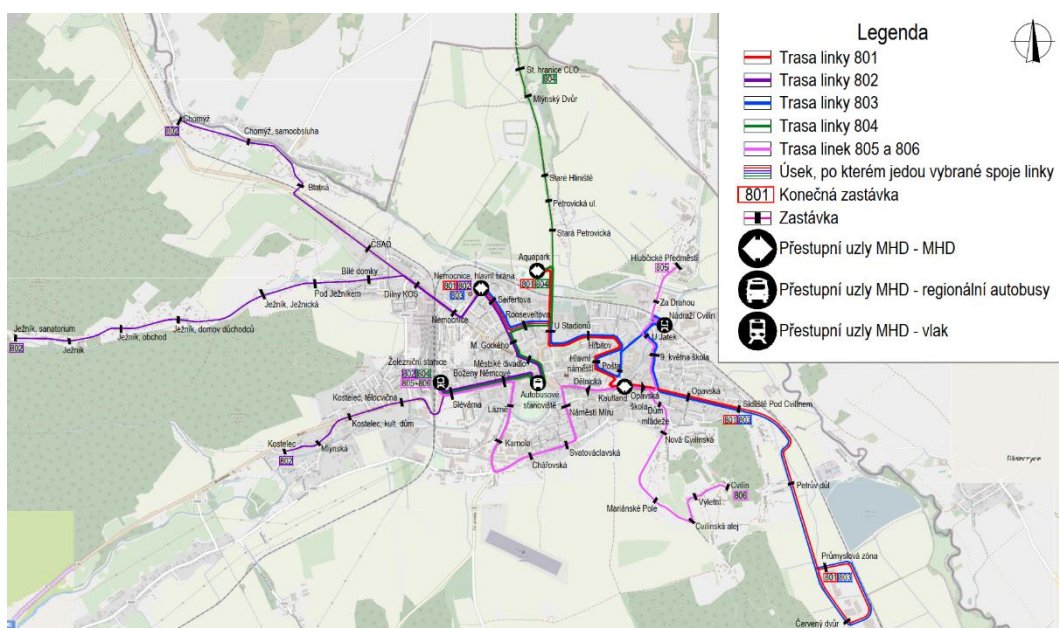 Legenda
Trasa linky 801
Trasa linky 802
Trasa linky 803
Trasa linky 804
Trasa linek 805 a 806
Úsek, po kterém jedou vybrané spoje linky
801 Konečná zastávka
Zastávka
Přestupní uzly MHD - MHD
Přestupní uzly MHD - regionální autobusy
Přestupní uzly MHD - vlak
St. hranice CLO
804
Mlýnský Dvůr
Chomýž
802
Chomýž, samoobsluha
Blatná
Staré Hliniště
Petrovická ul.
Stará Petrovická
ČSAD
Aquapark
801 804
Hlubčické Předměstí
805
Bílé domky
Nemocnice, hlavní brána
801 802
803
Pod Ježníkem
Dílny KOS
Seifertova
Ježník, Ježnická
Za Drahou
Nádraží Cvilín
Rooseveltova
Nemocnice
U Stadionů
Ježník, sanatorium
Ježník, obchod
Ježník, domov důchodců
802
Ježník
M. Gorkého
Hřbitov
U Jatek
Městské divadlo
Hlavní
náměstí
Pošta
9. května škola
Železniční stanice
802 804
805+806
Boženy Němcové
Dělnická
Autobusové
stanoviště
Kaufland
Opavská
škola
Opavská
Slévárna
Kostelec, tělocvična
Lázně
Náměstí Míru
Dům
mládeže
Sídliště Pod Cvilínem
801 803
Kostelec, kult. dům
Kostelec
802
Mlýnská
Kamola
Chářovská
Svatováclavská
Nová Cvilínská
Cvilín
806
Výletní
Mariánské Pole
Cvilínská alej
Petrův důl
Průmyslová zóna
801 803
Červený dvůr